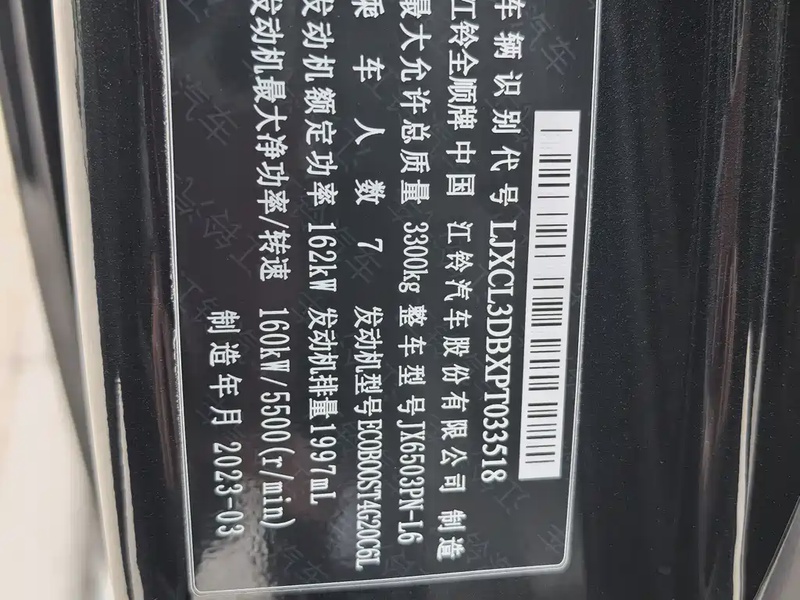 车辆识别代号 LJXCL3DBXPT033518
江铃全顺牌 中国 江铃汽车股份有限公司 制造
最大允许总质量 3300kg 整车型号 JX6503PN-L6
乘车人数 7 发动机型号 ECOBOOST4G20C6L
发动机额定功率 162kW 发动机排量 1997mL
发动机最大净功率/转速 160kW/5500(r/min)
制造年月 2023-03